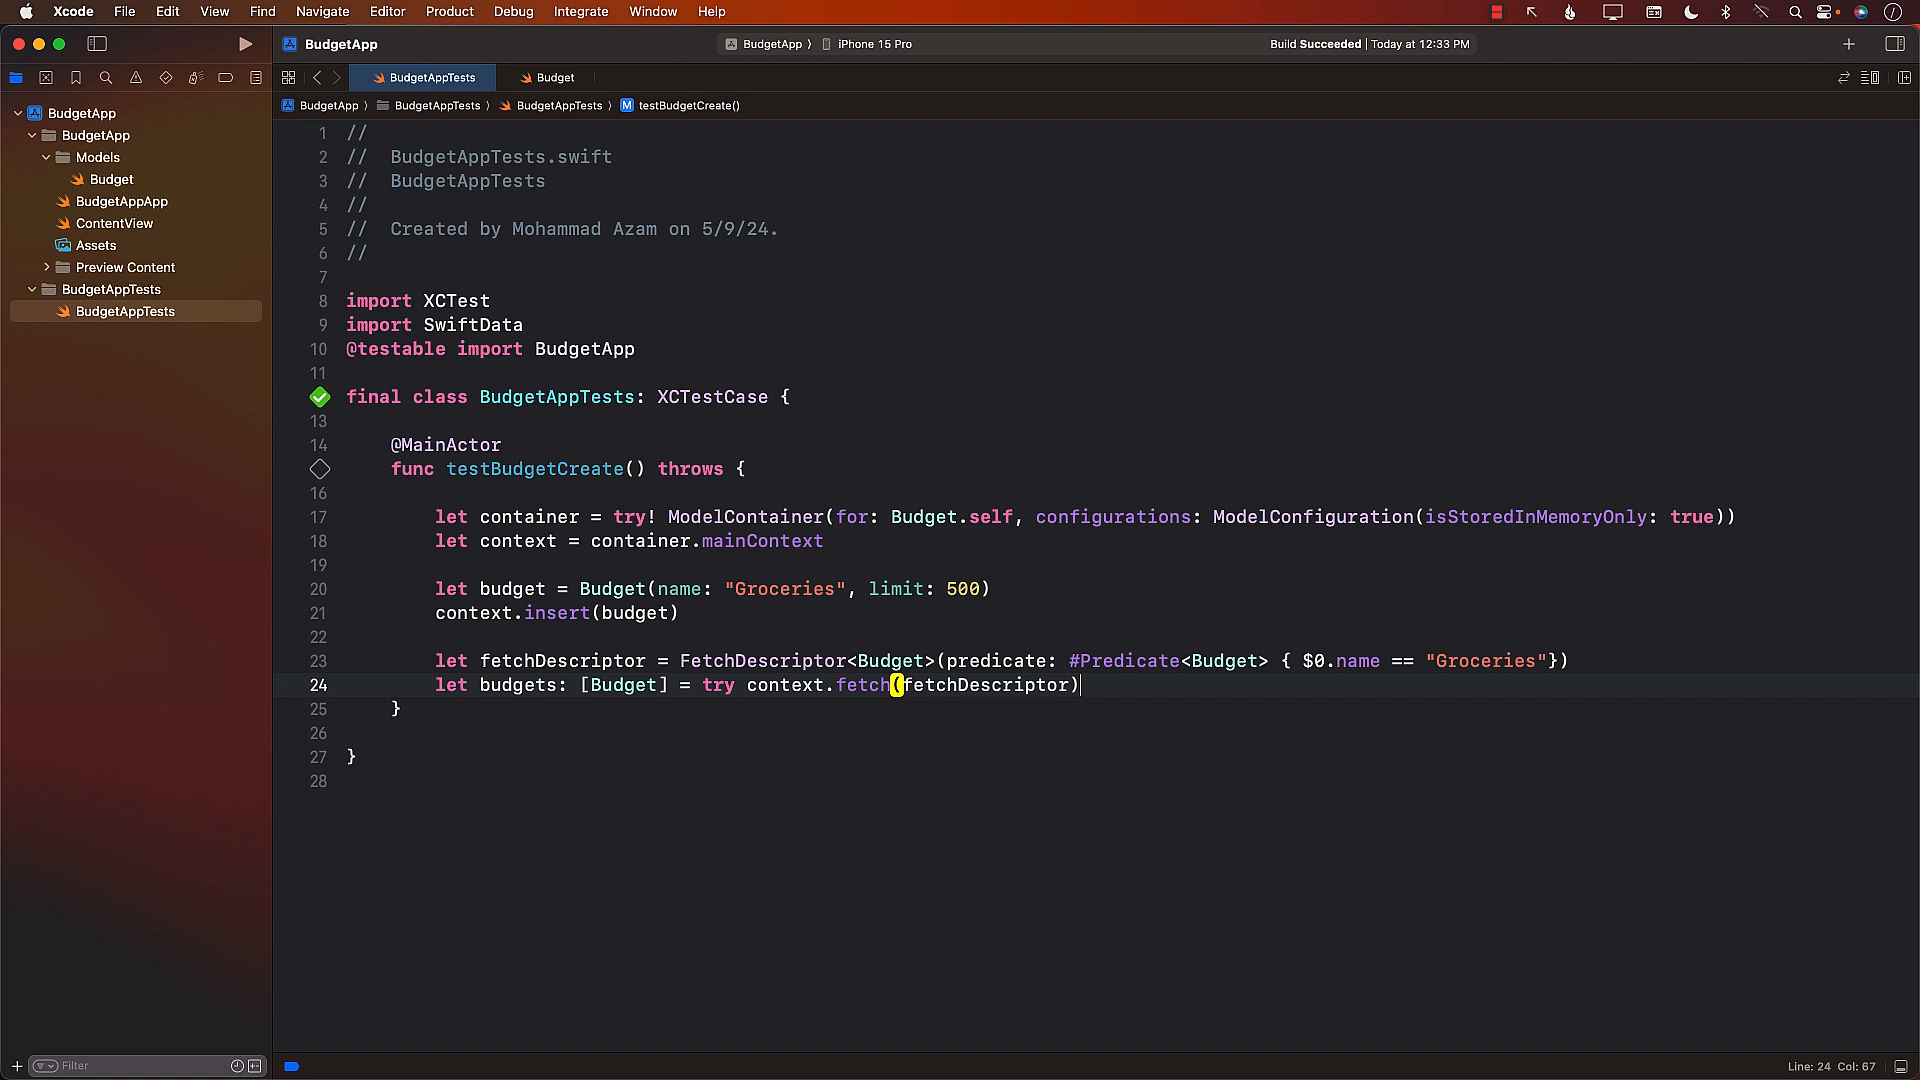 Xcode File Edit View Find Navigate Editor Product Debug Integrate Window Help
BudgetApp
BudgetApp ⟩ iPhone 15 Pro
Build Succeeded | Today at 12:33 PM
BudgetAppTests
Budget
BudgetApp ⟩ BudgetAppTests ⟩ BudgetAppTests ⟩ M testBudgetCreate()
BudgetApp
BudgetApp
Models
Budget
BudgetAppApp
ContentView
Assets
Preview Content
BudgetAppTests
BudgetAppTests
1 //
2 //  BudgetAppTests.swift
3 //  BudgetAppTests
4 //
5 //  Created by Mohammad Azam on 5/9/24.
6 //
7
8 import XCTest
9 import SwiftData
10 @testable import BudgetApp
11
final class BudgetAppTests: XCTestCase {
13
14     @MainActor
    func testBudgetCreate() throws {
16
17         let container = try! ModelContainer(for: Budget.self, configurations: ModelConfiguration(isStoredInMemoryOnly: true))
18         let context = container.mainContext
19
20         let budget = Budget(name: "Groceries", limit: 500)
21         context.insert(budget)
22
23         let fetchDescriptor = FetchDescriptor<Budget>(predicate: #Predicate<Budget> { $0.name == "Groceries"})
24         let budgets: [Budget] = try context.fetch(fetchDescriptor)
25     }
26
27 }
28
Filter
Line: 24 Col: 67